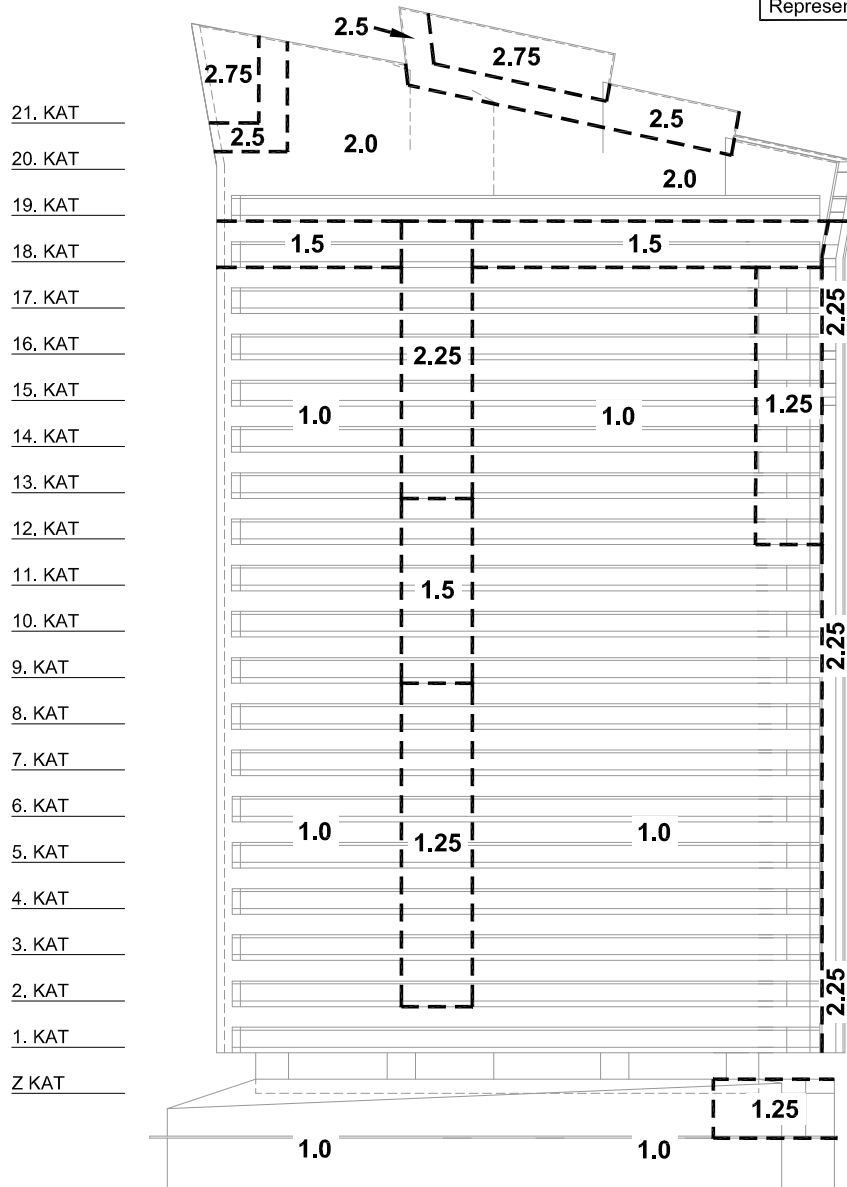 Represen
2.5
2.75
2.75
21. KAT
2.5
2.5
2.0
20. KAT
2.0
19. KAT
1.5
1.5
18. KAT
17. KAT
2.25
16. KAT
2.25
15. KAT
1.0
1.0
1.25
14. KAT
13. KAT
12. KAT
11. KAT
1.5
10. KAT
2.25
9. KAT
8. KAT
7. KAT
6. KAT
1.0
1.25
1.0
5. KAT
4. KAT
3. KAT
2. KAT
2.25
1. KAT
Z KAT
1.25
1.0
1.0